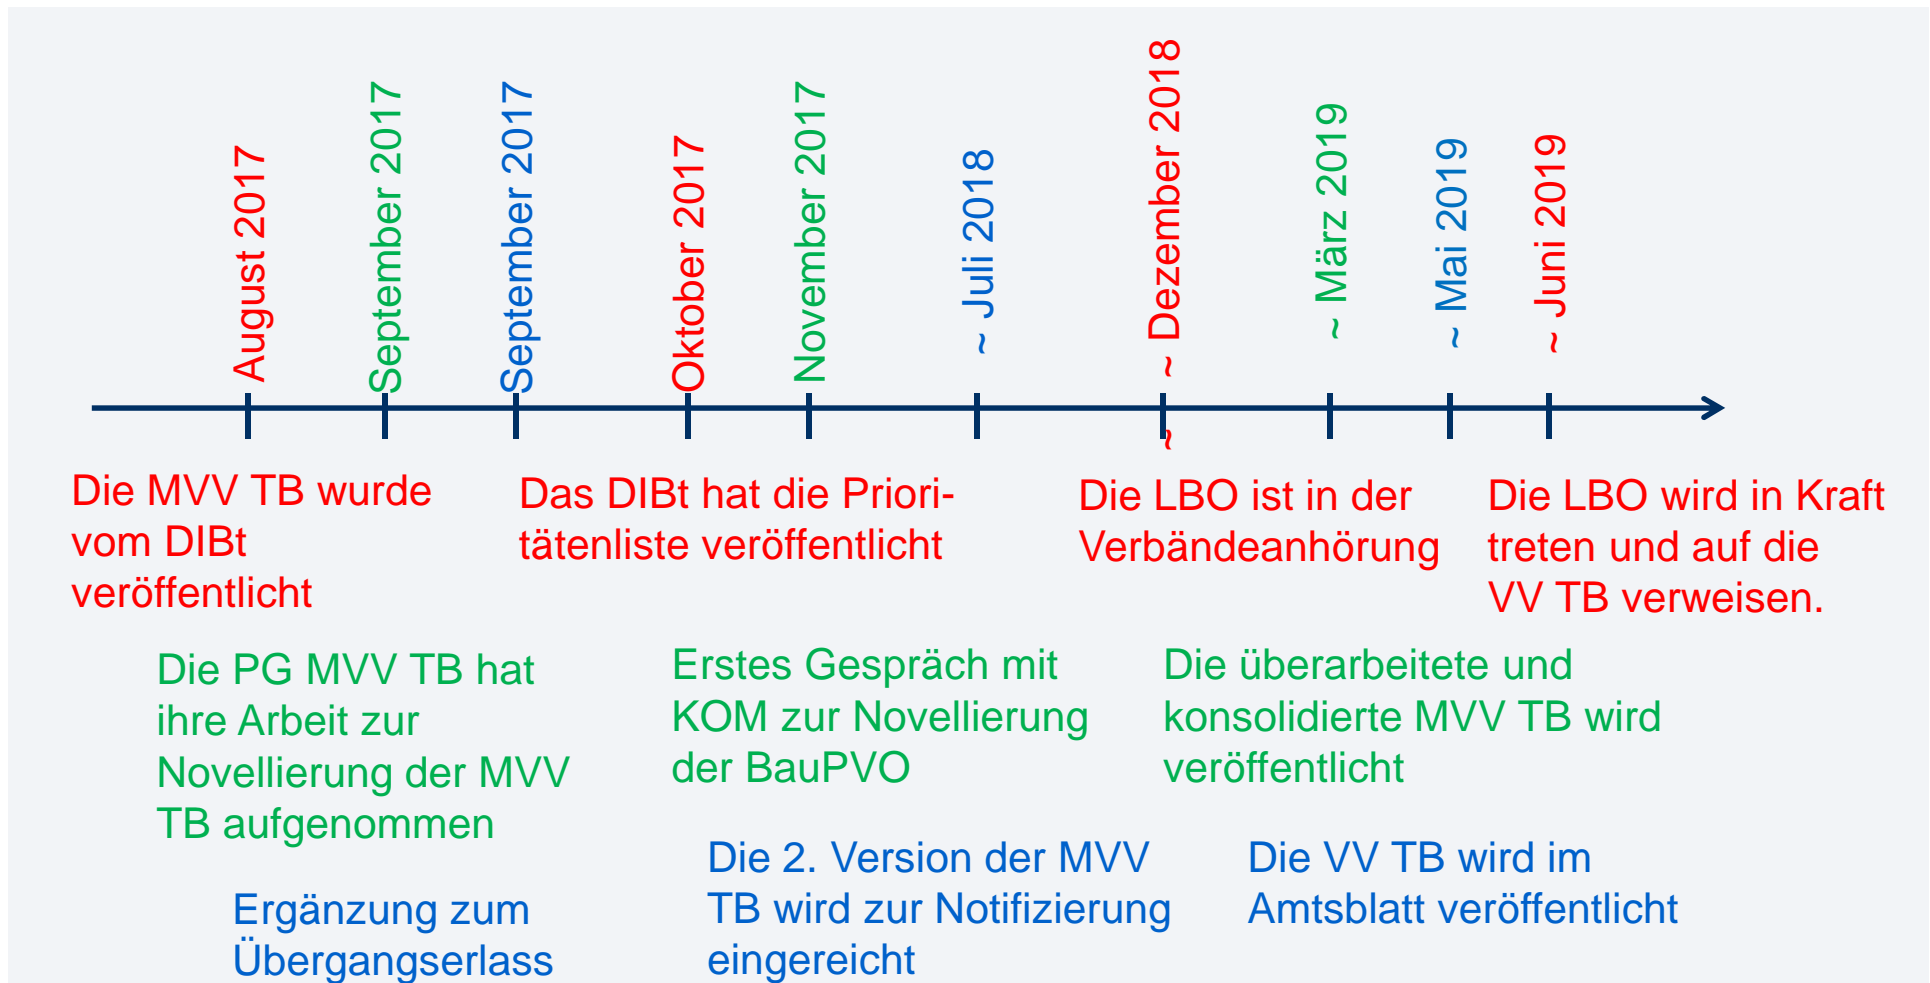 August 2017
September 2017
September 2017
Oktober 2017
November 2017
~ Juli 2018
~ Dezember 2018
~
~ März 2019
~ Mai 2019
~ Juni 2019
Die MVV TB wurde
vom DIBt
veröffentlicht
Das DIBt hat die Priori-
tätenliste veröffentlicht
Die LBO ist in der
Verbändeanhörung
Die LBO wird in Kraft
treten und auf die
VV TB verweisen.
Die PG MVV TB hat
ihre Arbeit zur
Novellierung der MVV
TB aufgenommen
Erstes Gespräch mit
KOM zur Novellierung
der BauPVO
Die überarbeitete und
konsolidierte MVV TB wird
veröffentlicht
Ergänzung zum
Übergangserlass
Die 2. Version der MVV
TB wird zur Notifizierung
eingereicht
Die VV TB wird im
Amtsblatt veröffentlicht